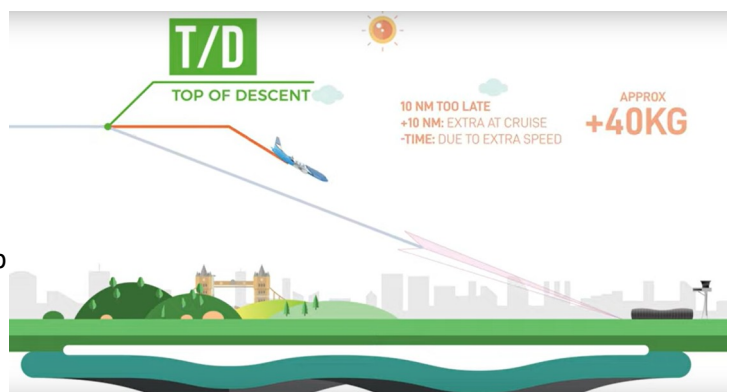 T/D
TOP OF DESCENT
10 NM TOO LATE
+10 NM: EXTRA AT CRUISE
-TIME: DUE TO EXTRA SPEED
APPROX
+40KG